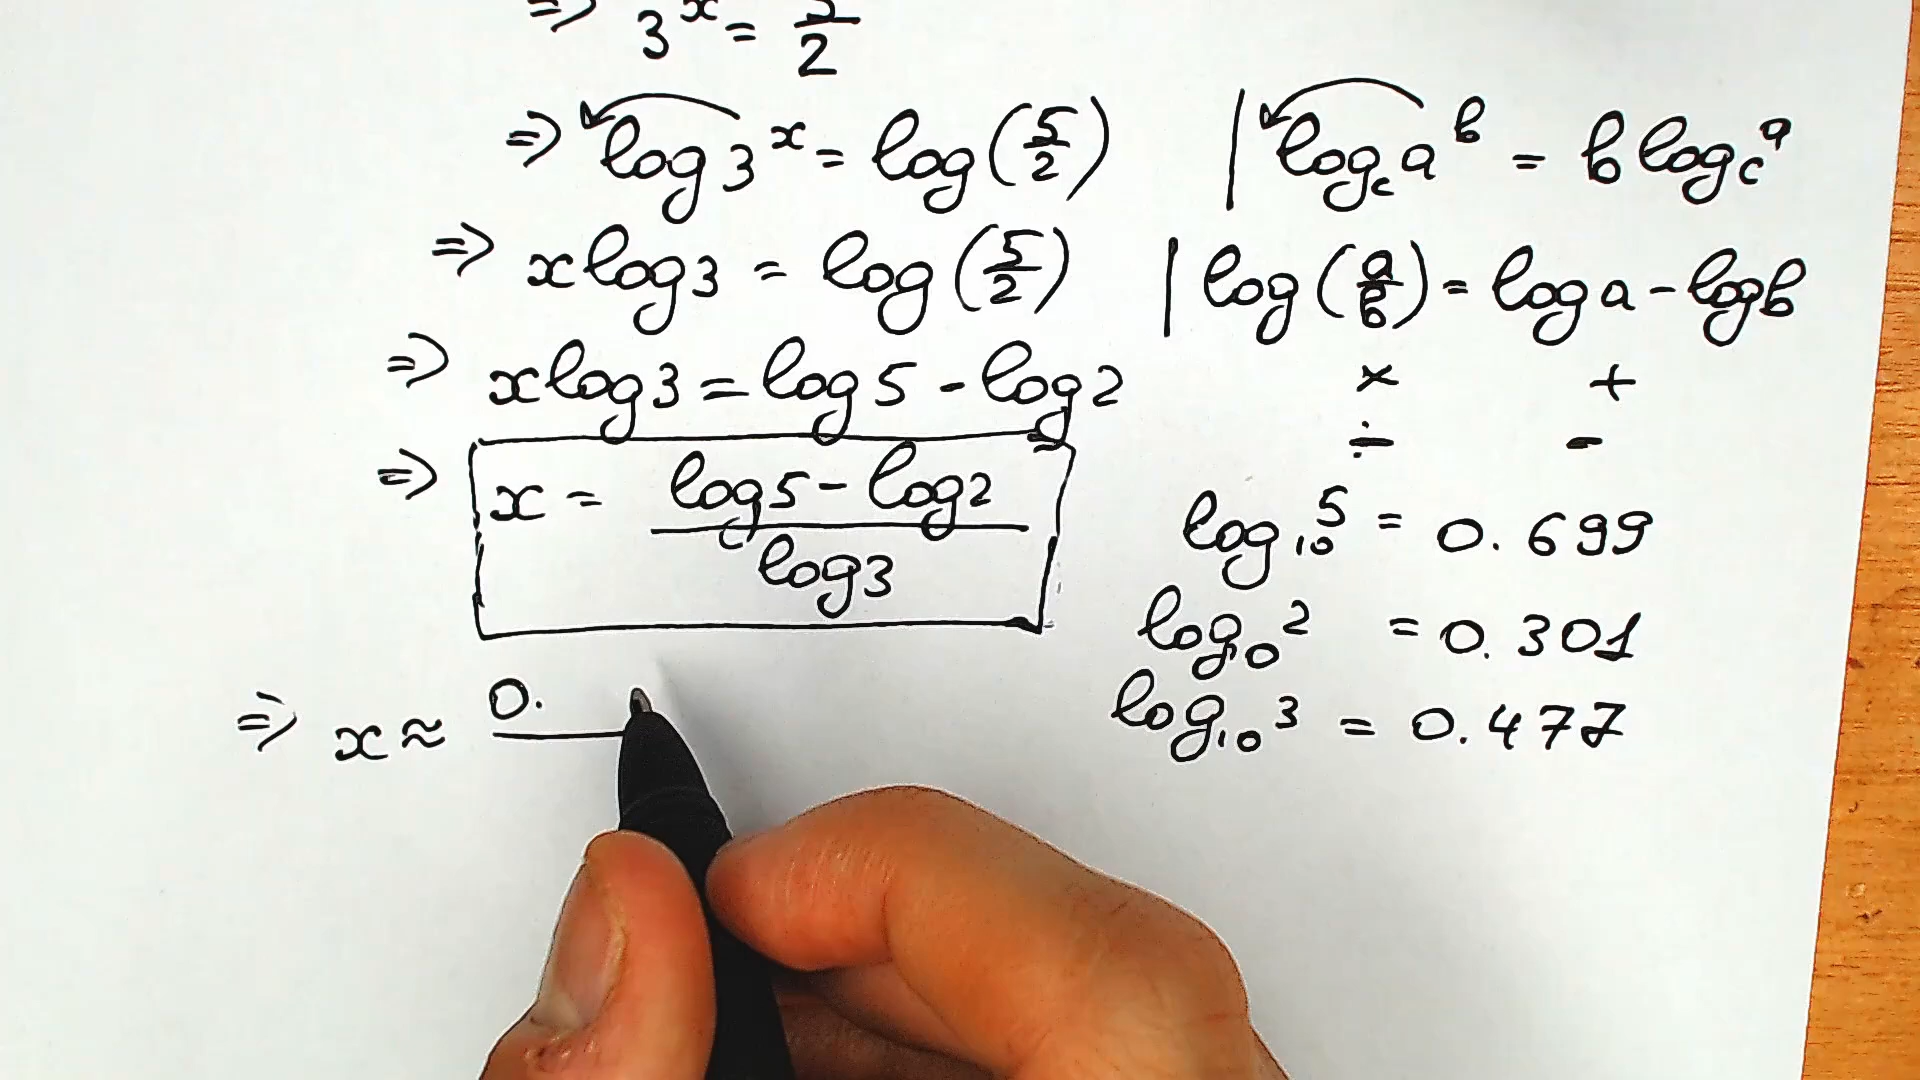 => 3^x = 5/2
=> log 3^x = log (5/2) | log_c a^b = b log_c a
=> x log 3 = log (5/2) | log (a/b) = log a - log b
=> x log 3 = log 5 - log 2
× +
÷ -
=> x = (log 5 - log 2)/(log 3)
log_10 5 = 0.699
log_10 2 = 0.301
log_10 3 = 0.477
=> x ≈ 0.